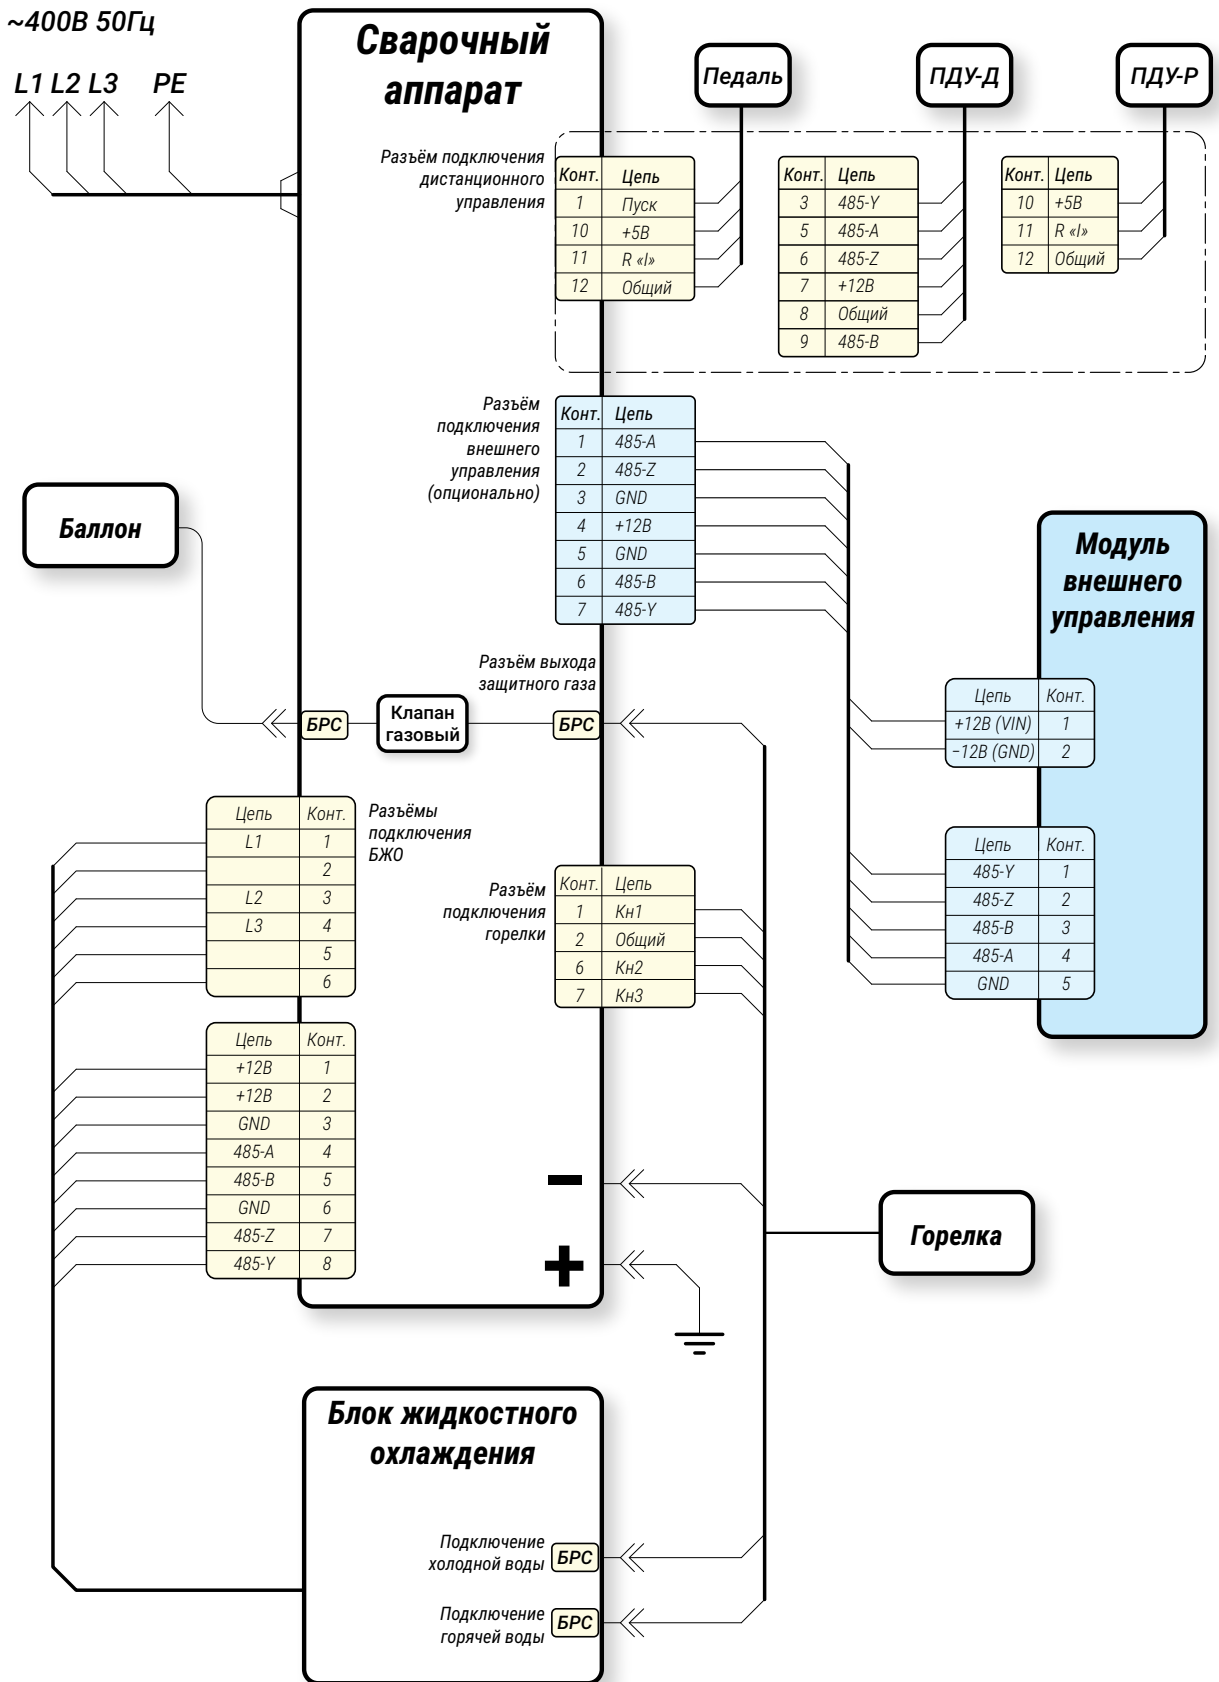 ~400В 50Гц
L1 L2 L3 PE
Сварочный
аппарат
Педаль
ПДУ-Д
ПДУ-Р
Разъём подключения
дистанционного
управления
Конт. Цепь
1 Пуск
10 +5В
11 R «I»
12 Общий
Конт. Цепь
3 485-Y
5 485-A
6 485-Z
7 +12В
8 Общий
9 485-B
Конт. Цепь
10 +5В
11 R «I»
12 Общий
Разъём
подключения
внешнего
управления
(опционально)
Конт. Цепь
1 485-A
2 485-Z
3 GND
4 +12В
5 GND
6 485-B
7 485-Y
Баллон
Модуль
внешнего
управления
Разъём выхода
защитного газа
БРС
Клапан
газовый
БРС
Цепь Конт.
+12В (VIN) 1
−12В (GND) 2
Цепь Конт.
485-Y 1
485-Z 2
485-B 3
485-A 4
GND 5
Цепь Конт.
L1 1
2
L2 3
L3 4
5
6
Разъёмы
подключения
БЖО
Разъём
подключения
горелки
Конт. Цепь
1 Кн1
2 Общий
6 Кн2
7 Кн3
Цепь Конт.
+12В 1
+12В 2
GND 3
485-A 4
485-B 5
GND 6
485-Z 7
485-Y 8
−
+
Горелка
Блок жидкостного
охлаждения
Подключение
холодной воды
БРС
Подключение
горячей воды
БРС